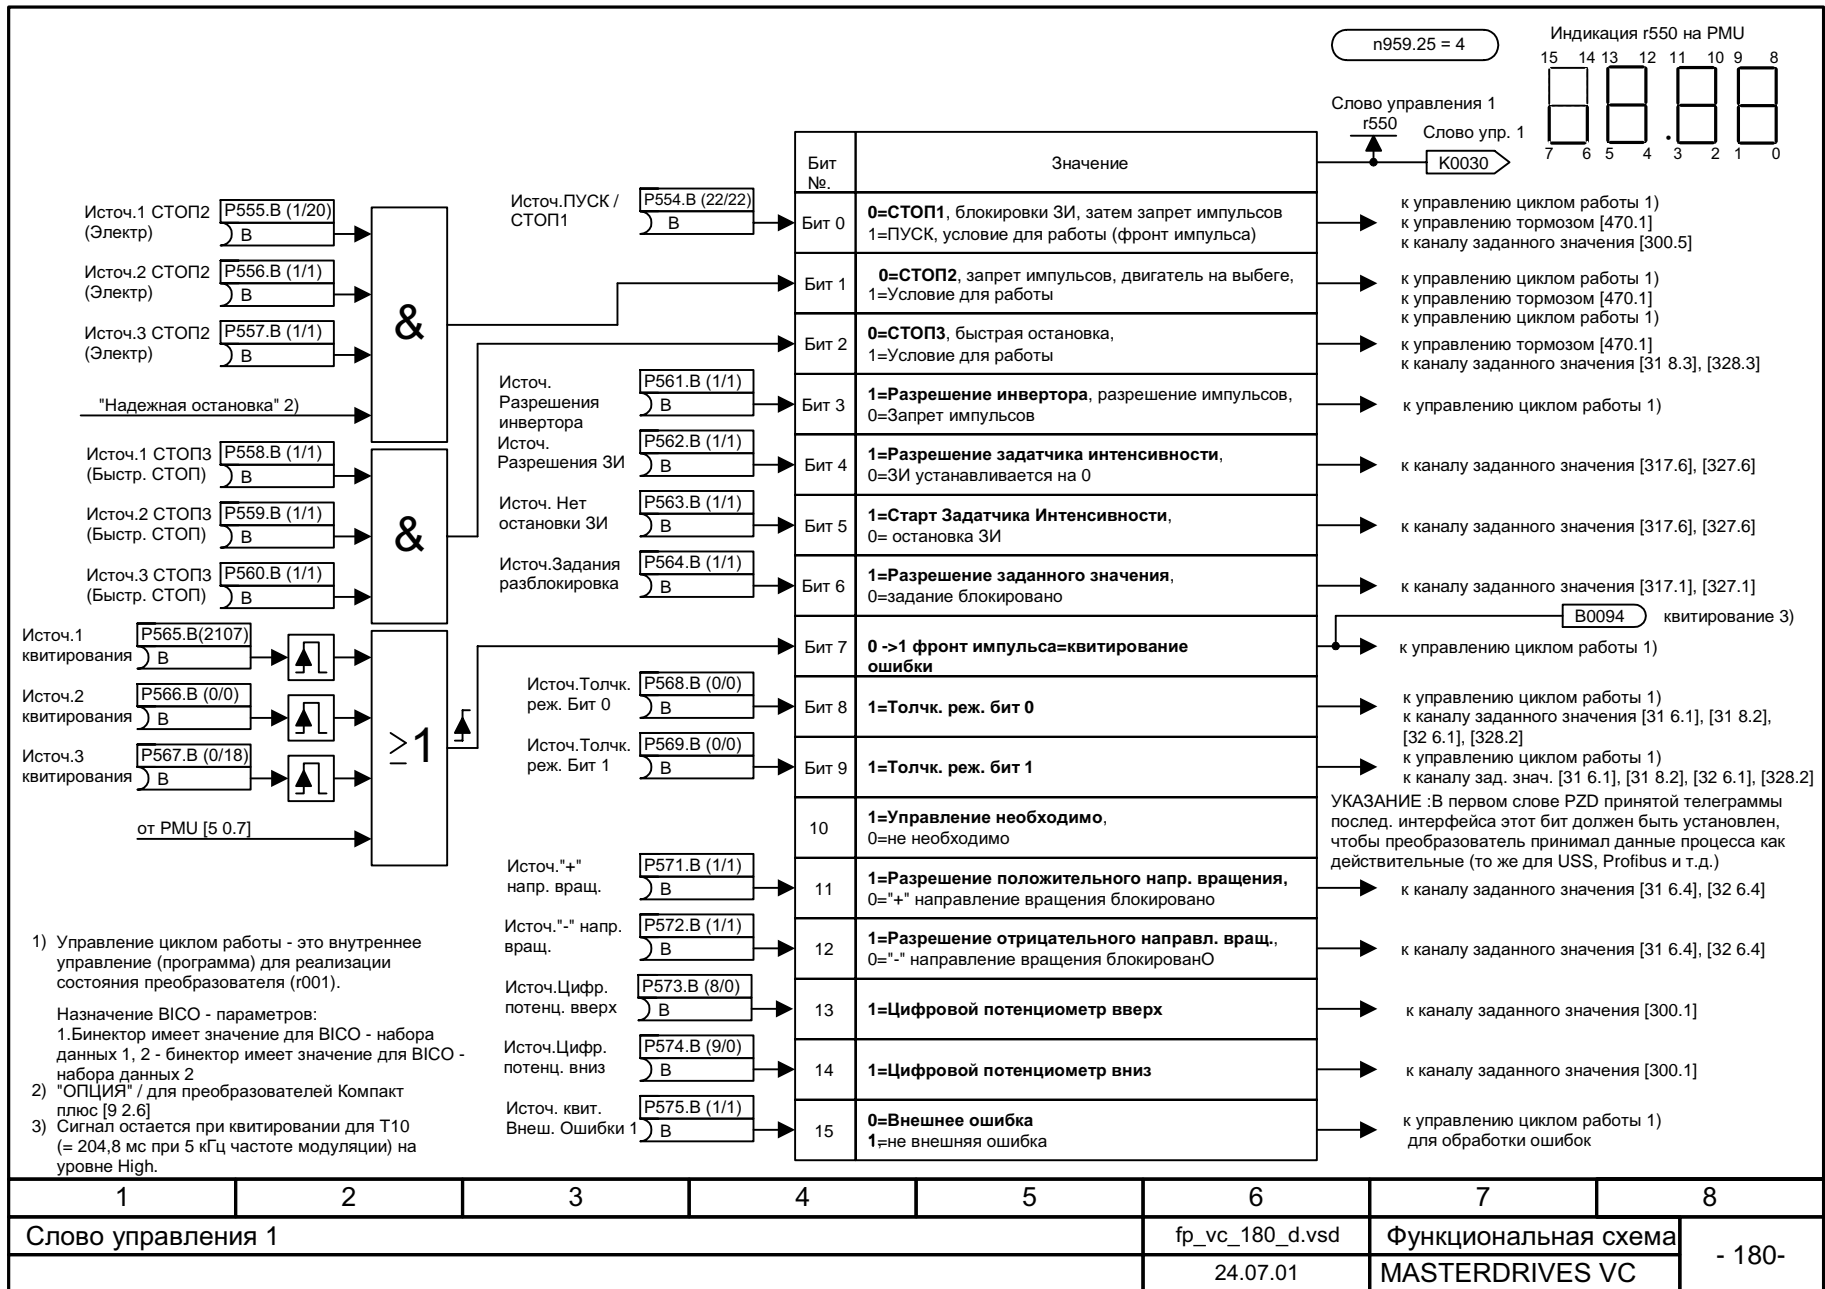 n959.25 = 4
Индикация r550 на PMU
15 14 13 12 11 10 9 8
7 6 5 4 3 2 1 0
Слово управления 1
r550
Слово упр. 1
K0030
Бит №.
Значение
Источ.1 СТОП2
(Электр)
P555.B (1/20)
B
Источ.2 СТОП2
(Электр)
P556.B (1/1)
B
Источ.3 СТОП2
(Электр)
P557.B (1/1)
B
"Надежная остановка" 2)
&
Источ.1 СТОП3
(Быстр. СТОП)
P558.B (1/1)
B
Источ.2 СТОП3
(Быстр. СТОП)
P559.B (1/1)
B
Источ.3 СТОП3
(Быстр. СТОП)
P560.B (1/1)
B
&
Источ.1
квитирования
P565.B(2107)
B
Источ.2
квитирования
P566.B (0/0)
B
Источ.3
квитирования
P567.B (0/18)
B
от PMU [5 0.7]
≥1
Источ.ПУСК /
СТОП1
P554.B (22/22)
B
Бит 0
0=СТОП1, блокировки ЗИ, затем запрет импульсов
1=ПУСК, условие для работы (фронт импульса)
к управлению циклом работы 1)
к управлению тормозом [470.1]
к каналу заданного значения [300.5]
Бит 1
0=СТОП2, запрет импульсов, двигатель на выбеге,
1=Условие для работы
к управлению циклом работы 1)
к управлению тормозом [470.1]
к управлению циклом работы 1)
Бит 2
0=СТОП3, быстрая остановка,
1=Условие для работы
к управлению тормозом [470.1]
к каналу заданного значения [31 8.3], [328.3]
Источ.
Разрешения
инвертора
P561.B (1/1)
B
Бит 3
1=Разрешение инвертора, разрешение импульсов,
0=Запрет импульсов
к управлению циклом работы 1)
Источ.
Разрешения ЗИ
P562.B (1/1)
B
Бит 4
1=Разрешение задатчика интенсивности,
0=ЗИ устанавливается на 0
к каналу заданного значения [317.6], [327.6]
Источ. Нет
остановки ЗИ
P563.B (1/1)
B
Бит 5
1=Старт Задатчика Интенсивности,
0= остановка ЗИ
к каналу заданного значения [317.6], [327.6]
Источ.Задания
разблокировка
P564.B (1/1)
B
Бит 6
1=Разрешение заданного значения,
0=задание блокировано
к каналу заданного значения [317.1], [327.1]
B0094
квитирование 3)
Бит 7
0 ->1 фронт импульса=квитирование
ошибки
к управлению циклом работы 1)
Источ.Толчк.
реж. Бит 0
P568.B (0/0)
B
Бит 8
1=Толчк. реж. бит 0
к управлению циклом работы 1)
к каналу заданного значения [31 6.1], [31 8.2],
[32 6.1], [328.2]
Источ.Толчк.
реж. Бит 1
P569.B (0/0)
B
Бит 9
1=Толчк. реж. бит 1
к управлению циклом работы 1)
к каналу зад. знач. [31 6.1], [31 8.2], [32 6.1], [328.2]
10
1=Управление необходимо,
0=не необходимо
УКАЗАНИЕ :В первом слове PZD принятой телеграммы
послед. интерфейса этот бит должен быть установлен,
чтобы преобразователь принимал данные процесса как
действительные (то же для USS, Profibus и т.д.)
Источ."+"
напр. вращ.
P571.B (1/1)
B
11
1=Разрешение положительного напр. вращения,
0="+" направление вращения блокировано
к каналу заданного значения [31 6.4], [32 6.4]
Источ."-" напр.
вращ.
P572.B (1/1)
B
12
1=Разрешение отрицательного направл. вращ.,
0="-" направление вращения блокированО
к каналу заданного значения [31 6.4], [32 6.4]
Источ.Цифр.
потенц. вверх
P573.B (8/0)
B
13
1=Цифровой потенциометр вверх
к каналу заданного значения [300.1]
Источ.Цифр.
потенц. вниз
P574.B (9/0)
B
14
1=Цифровой потенциометр вниз
к каналу заданного значения [300.1]
Источ. квит.
Внеш. Ошибки 1
P575.B (1/1)
B
15
0=Внешнее ошибка
1=не внешняя ошибка
к управлению циклом работы 1)
для обработки ошибок
1) Управление циклом работы - это внутреннее
управление (программа) для реализации
состояния преобразователя (r001).
Назначение BICO - параметров:
1.Бинектор имеет значение для BICO - набора
данных 1, 2 - бинектор имеет значение для BICO -
набора данных 2
2) "ОПЦИЯ" / для преобразователей Компакт
плюс [9 2.6]
3) Сигнал остается при квитировании для T10
(= 204,8 мс при 5 кГц частоте модуляции) на
уровне High.
1 2 3 4 5 6 7 8
Слово управления 1
fp_vc_180_d.vsd
Функциональная схема
- 180-
24.07.01
MASTERDRIVES VC